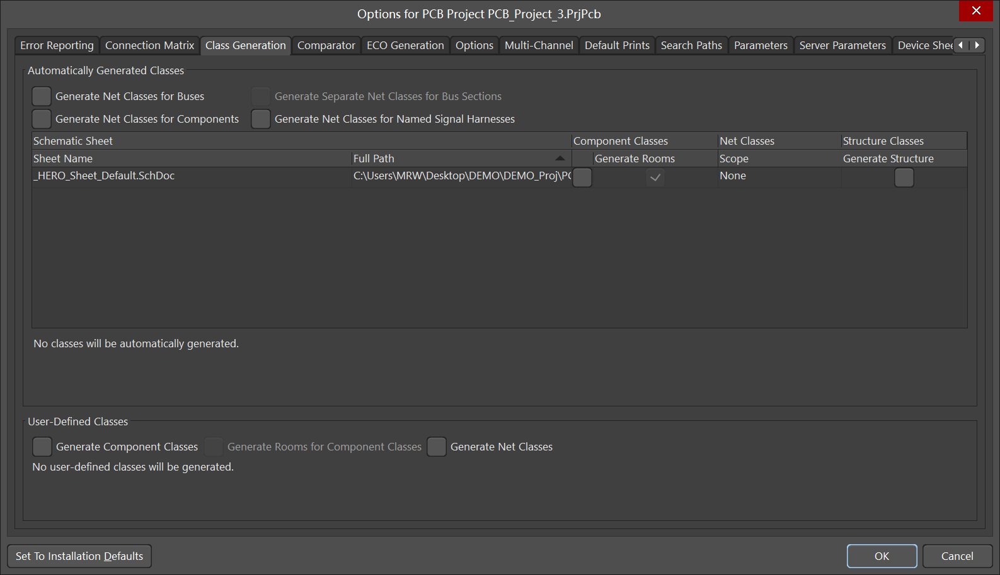 Options for PCB Project PCB_Project_3.PrjPcb
Error Reporting Connection Matrix Class Generation Comparator ECO Generation Options Multi-Channel Default Prints Search Paths Parameters Server Parameters Device Shee
Automatically Generated Classes
Generate Net Classes for Buses Generate Separate Net Classes for Bus Sections
Generate Net Classes for Components Generate Net Classes for Named Signal Harnesses
Schematic Sheet Component Classes Net Classes Structure Classes
Sheet Name Full Path Generate Rooms Scope Generate Structure
_HERO_Sheet_Default.SchDoc C:\Users\MRW\Desktop\DEMO\DEMO_Proj\PC None
No classes will be automatically generated.
User-Defined Classes
Generate Component Classes Generate Rooms for Component Classes Generate Net Classes
No user-defined classes will be generated.
Set To Installation Defaults OK Cancel